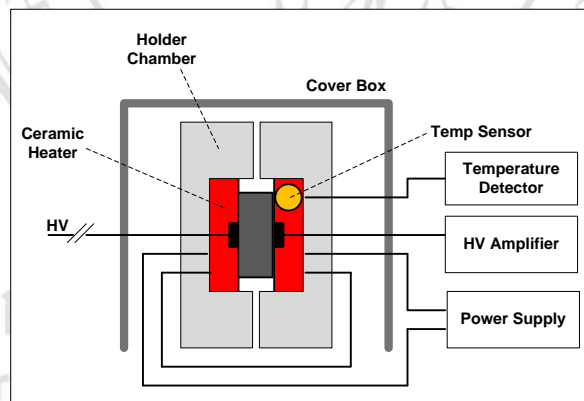 Holder
Chamber
Cover Box
Ceramic
Heater
Temp Sensor
Temperature
Detector
HV
HV Amplifier
Power Supply